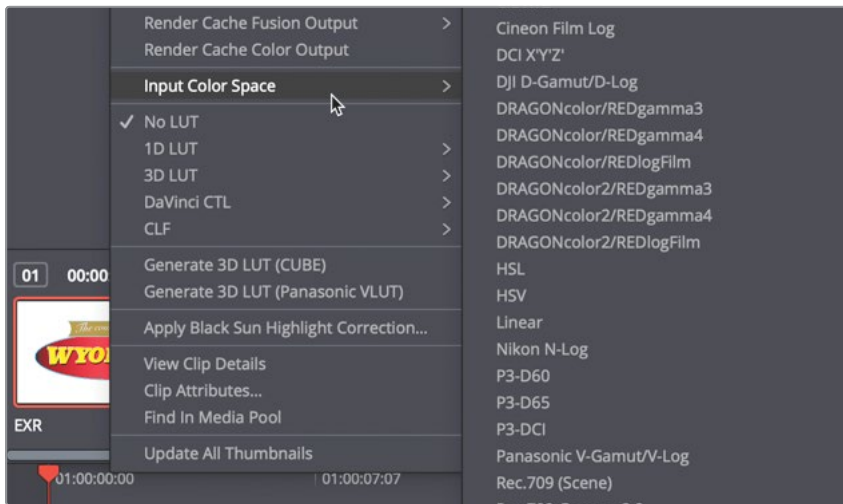 Render Cache Fusion Output
Render Cache Color Output
Input Color Space
No LUT
1D LUT
3D LUT
DaVinci CTL
CLF
Generate 3D LUT (CUBE)
Generate 3D LUT (Panasonic VLUT)
Apply Black Sun Highlight Correction...
View Clip Details
Clip Attributes...
Find In Media Pool
Update All Thumbnails
Cineon Film Log
DCI X'Y'Z'
DJI D-Gamut/D-Log
DRAGONcolor/REDgamma3
DRAGONcolor/REDgamma4
DRAGONcolor/REDlogFilm
DRAGONcolor2/REDgamma3
DRAGONcolor2/REDgamma4
DRAGONcolor2/REDlogFilm
HSL
HSV
Linear
Nikon N-Log
P3-D60
P3-D65
P3-DCI
Panasonic V-Gamut/V-Log
Rec.709 (Scene)
01 00:00
The
WYO
EXR
01:00:00:00
01:00:07:07